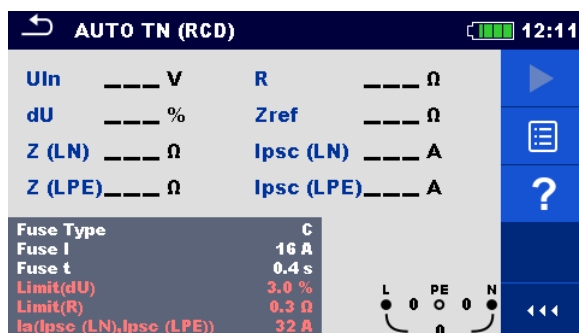 AUTO TN (RCD) 12:11
Uln ___ V R ___ Ω
dU ___ % Zref ___ Ω
Z (LN) ___ Ω Ipsc (LN) ___ A
Z (LPE)___ Ω Ipsc (LPE)___ A
?
Fuse Type C
Fuse I 16 A
Fuse t 0.4 s
Limit(dU) 3.0 %
Limit(R) 0.3 Ω
Ia(Ipsc (LN),Ipsc (LPE)) 32 A
L PE N
0 0
0